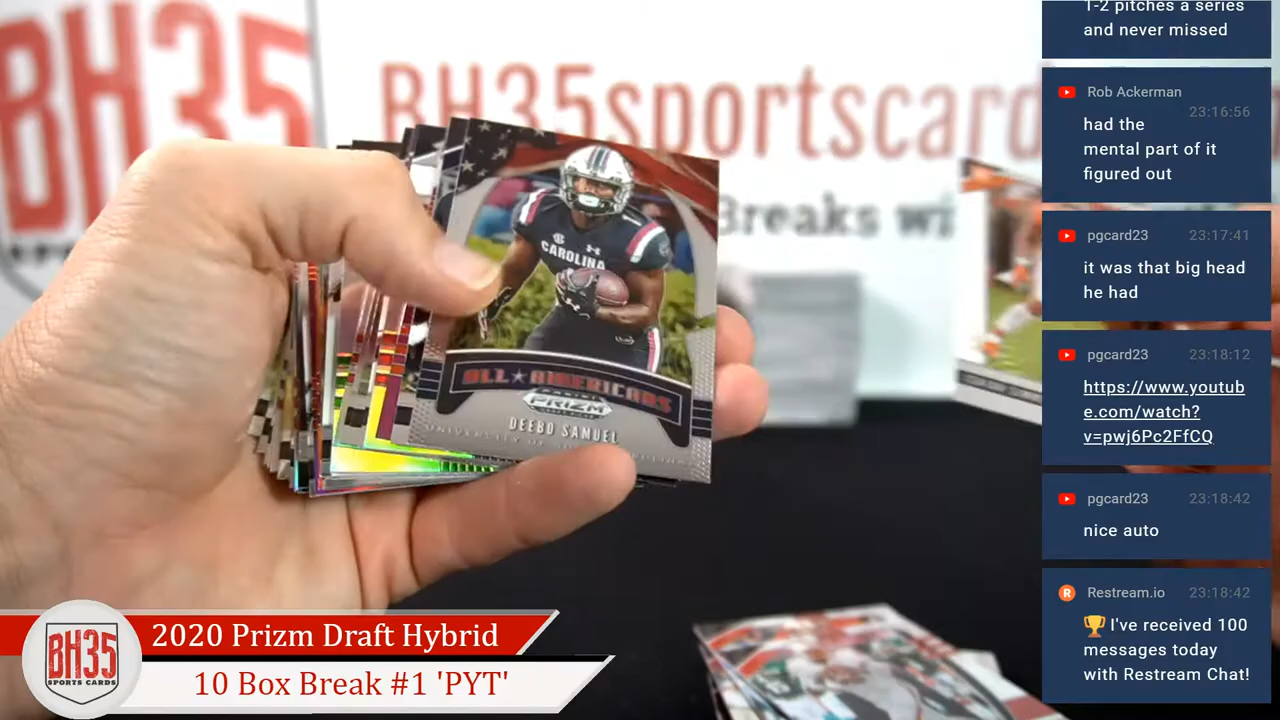 BH35
SPORTS
BH35sportscard
Breaks wi
CAROLINA
ALL★AMERICANS
PANINI
PRIZM
DEEBO SAMUEL
UNIVERSITY OF
2020 Prizm Draft Hybrid
10 Box Break #1 'PYT'
BH35
SPORTS CARDS
1-2 pitches a series
and never missed
Rob Ackerman
23:16:56
had the
mental part of it
figured out
pgcard23 23:17:41
it was that big head
he had
pgcard23 23:18:12
https://www.youtub
e.com/watch?
v=pwj6Pc2FfCQ
pgcard23 23:18:42
nice auto
Restream.io 23:18:42
🏆 I've received 100
messages today
with Restream Chat!